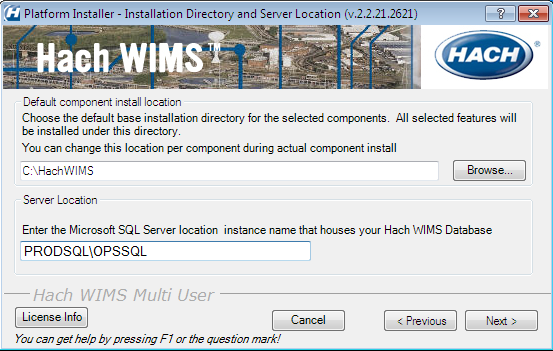 Platform Installer - Installation Directory and Server Location (v.2.2.21.2621)
Hach WIMS™
HACH
Default component install location
Choose the default base installation directory for the selected components. All selected features will
be installed under this directory.
You can change this location per component during actual component install
C:\HachWIMS
Browse...
Server Location
Enter the Microsoft SQL Server location instance name that houses your Hach WIMS Database
PRODSQL\OPSSQL
Hach WIMS Multi User
License Info
Cancel
< Previous
Next >
You can get help by pressing F1 or the question mark!